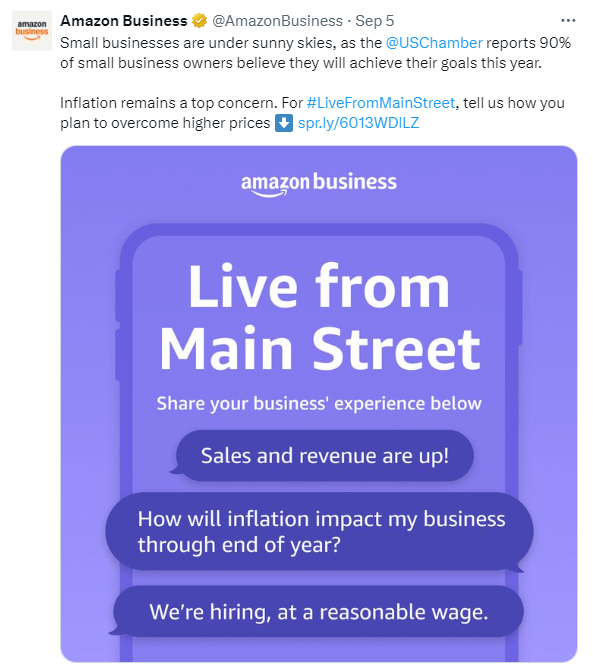 amazon
business
Amazon Business @AmazonBusiness · Sep 5
Small businesses are under sunny skies, as the @USChamber reports 90%
of small business owners believe they will achieve their goals this year.
Inflation remains a top concern. For #LiveFromMainStreet, tell us how you
plan to overcome higher prices ⬇️ spr.ly/6013WDlLZ
amazon business
Live from
Main Street
Share your business' experience below
Sales and revenue are up!
How will inflation impact my business
through end of year?
We're hiring, at a reasonable wage.